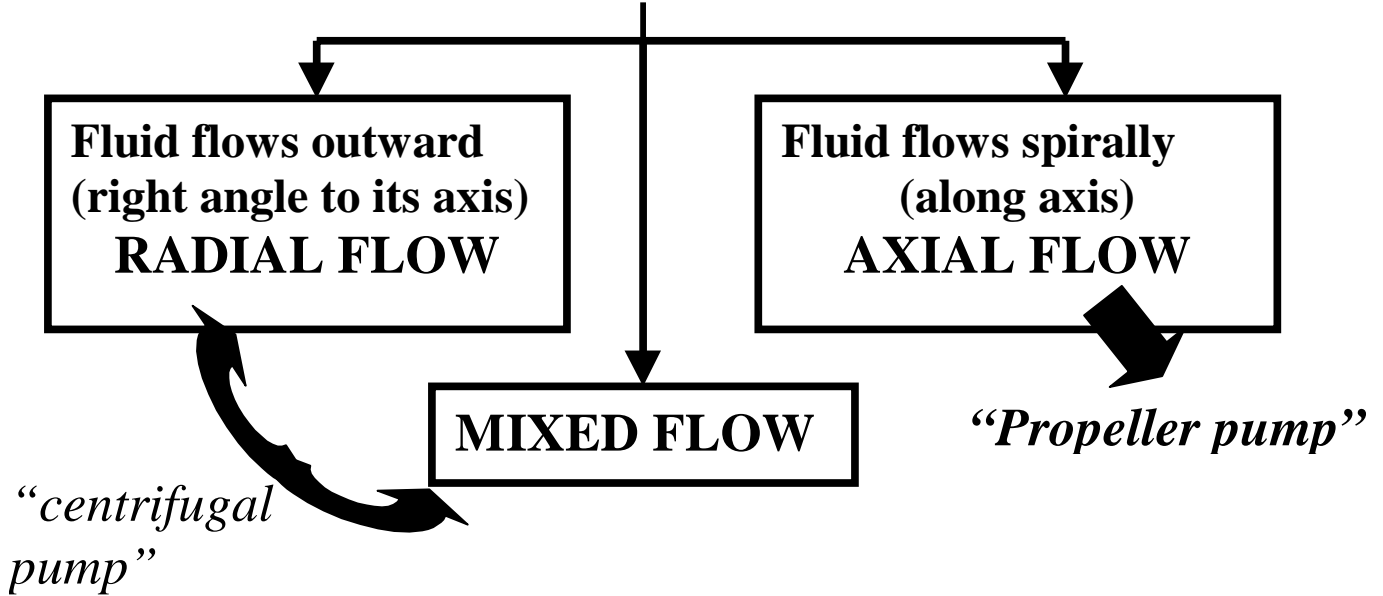 Fluid flows outward
(right angle to its axis)
RADIAL FLOW
Fluid flows spirally
(along axis)
AXIAL FLOW
MIXED FLOW
“Propeller pump”
“centrifugal
pump”